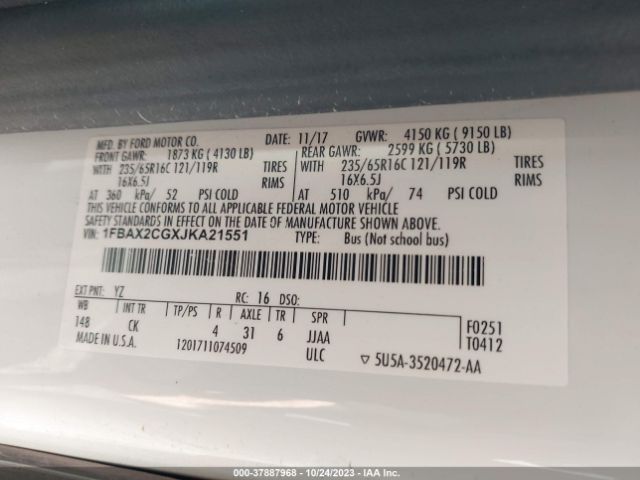 MFD. BY FORD MOTOR CO. DATE: 11/17 GVWR: 4150 KG ( 9150 LB)
FRONT GAWR: 1873 KG ( 4130 LB) REAR GAWR: 2599 KG ( 5730 LB)
WITH 235/65R16C 121/119R TIRES WITH 235/65R16C 121/119R TIRES
16X6.5J RIMS 16X6.5J RIMS
AT 360 kPa/ 52 PSI COLD AT 510 kPa/ 74 PSI COLD
THIS VEHICLE CONFORMS TO ALL APPLICABLE FEDERAL MOTOR VEHICLE
SAFETY STANDARDS IN EFFECT ON THE DATE OF MANUFACTURE SHOWN ABOVE.
VIN: 1FBAX2CGXJKA21551 TYPE: Bus (Not school bus)
EXT PNT: YZ RC: 16 DSO:
WB INT TR TP/PS R AXLE TR SPR F0251
148 CK 4 31 6 JJAA T0412
MADE IN U.S.A. 1201711074509 ULC ▽ 5U5A-3520472-AA
000-37887968 - 10/24/2023 - IAA Inc.